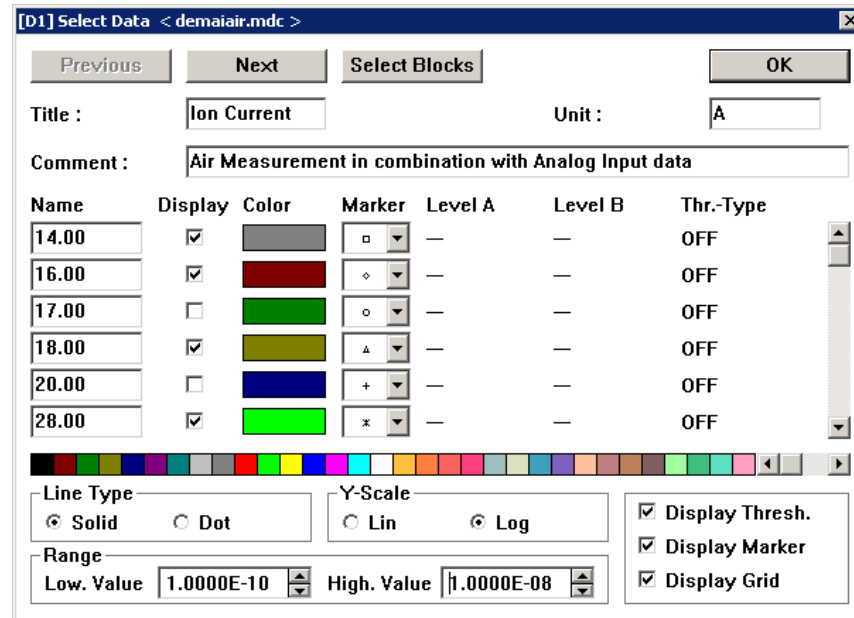 [D1] Select Data < demaiair.mdc >
Previous Next Select Blocks OK
Title : Ion Current Unit : A
Comment : Air Measurement in combination with Analog Input data
Name Display Color Marker Level A Level B Thr.-Type
14.00 — — OFF
16.00 — — OFF
17.00 — — OFF
18.00 — — OFF
20.00 — — OFF
28.00 — — OFF
Line Type Y-Scale
Solid Dot Lin Log Display Thresh.
Display Marker
Range
Low. Value 1.0000E-10 High. Value 1.0000E-08 Display Grid